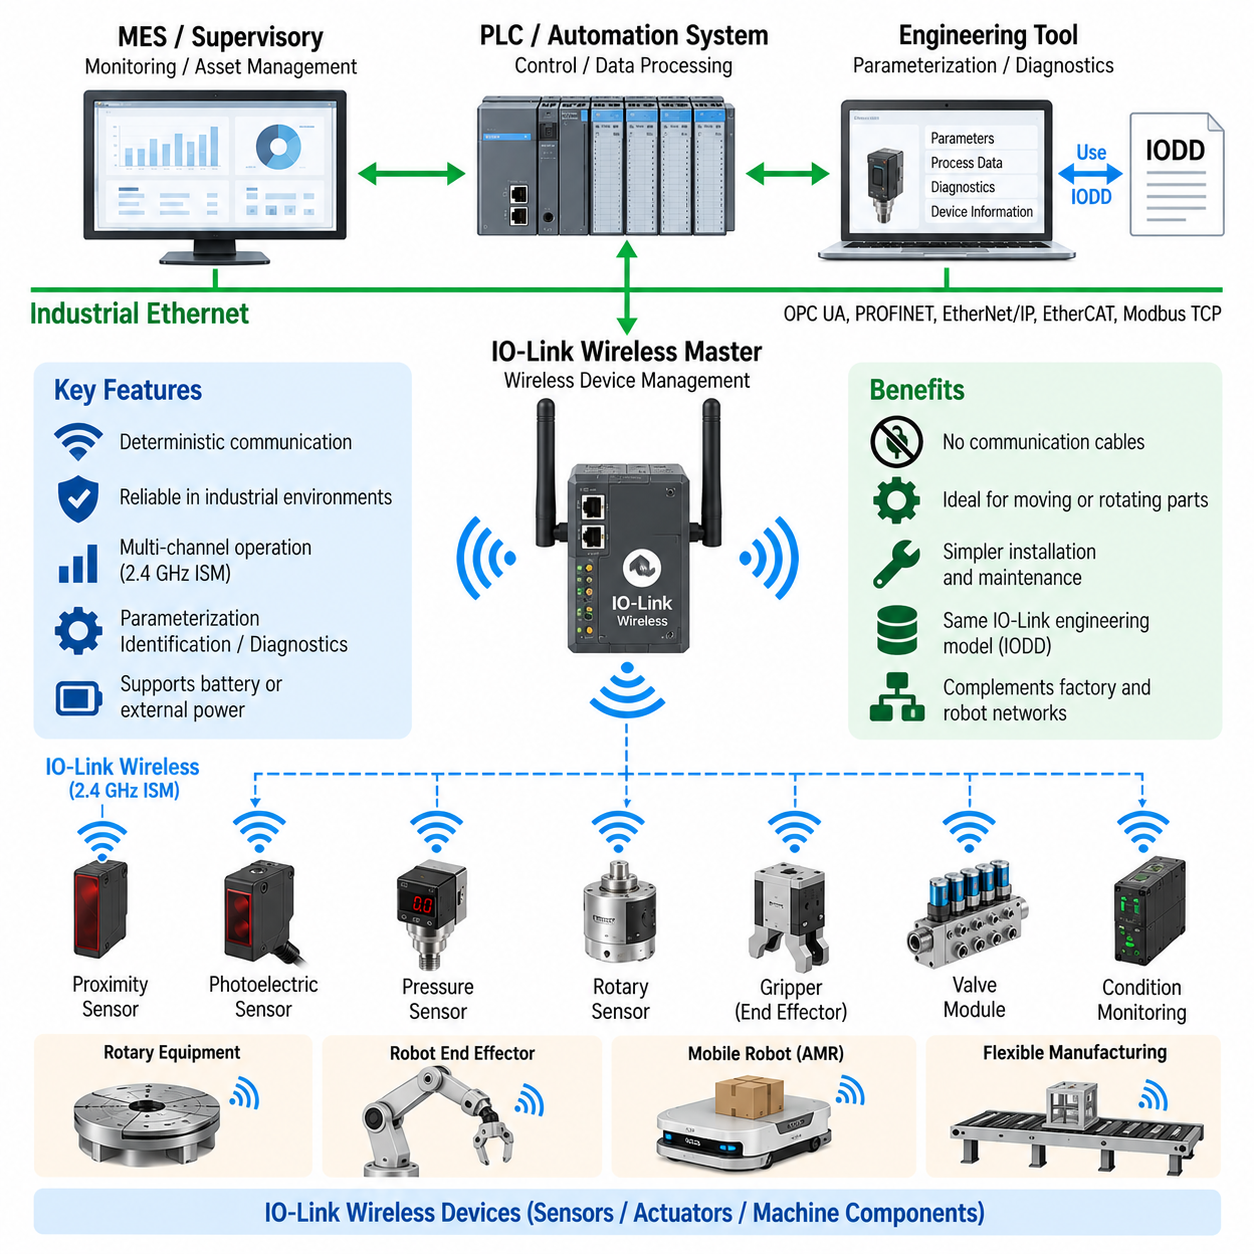 MES / Supervisory
Monitoring / Asset Management
PLC / Automation System
Control / Data Processing
Engineering Tool
Parameterization / Diagnostics
Parameters
Process Data
Diagnostics
Device Information
Use
IODD
IODD
Industrial Ethernet
OPC UA, PROFINET, EtherNet/IP, EtherCAT, Modbus TCP
IO-Link Wireless Master
Wireless Device Management
Key Features
Deterministic communication
Reliable in industrial environments
Multi-channel operation
(2.4 GHz ISM)
Parameterization
Identification / Diagnostics
Supports battery or
external power
IO-Link
Wireless
Benefits
No communication cables
Ideal for moving or rotating parts
Simpler installation
and maintenance
Same IO-Link engineering
model (IODD)
Complements factory and
robot networks
IO-Link Wireless
(2.4 GHz ISM)
0.0
Proximity
Sensor
Photoelectric
Sensor
Pressure
Sensor
Rotary
Sensor
Gripper
(End Effector)
Valve
Module
Condition
Monitoring
Rotary Equipment
Robot End Effector
Mobile Robot (AMR)
Flexible Manufacturing
IO-Link Wireless Devices (Sensors / Actuators / Machine Components)